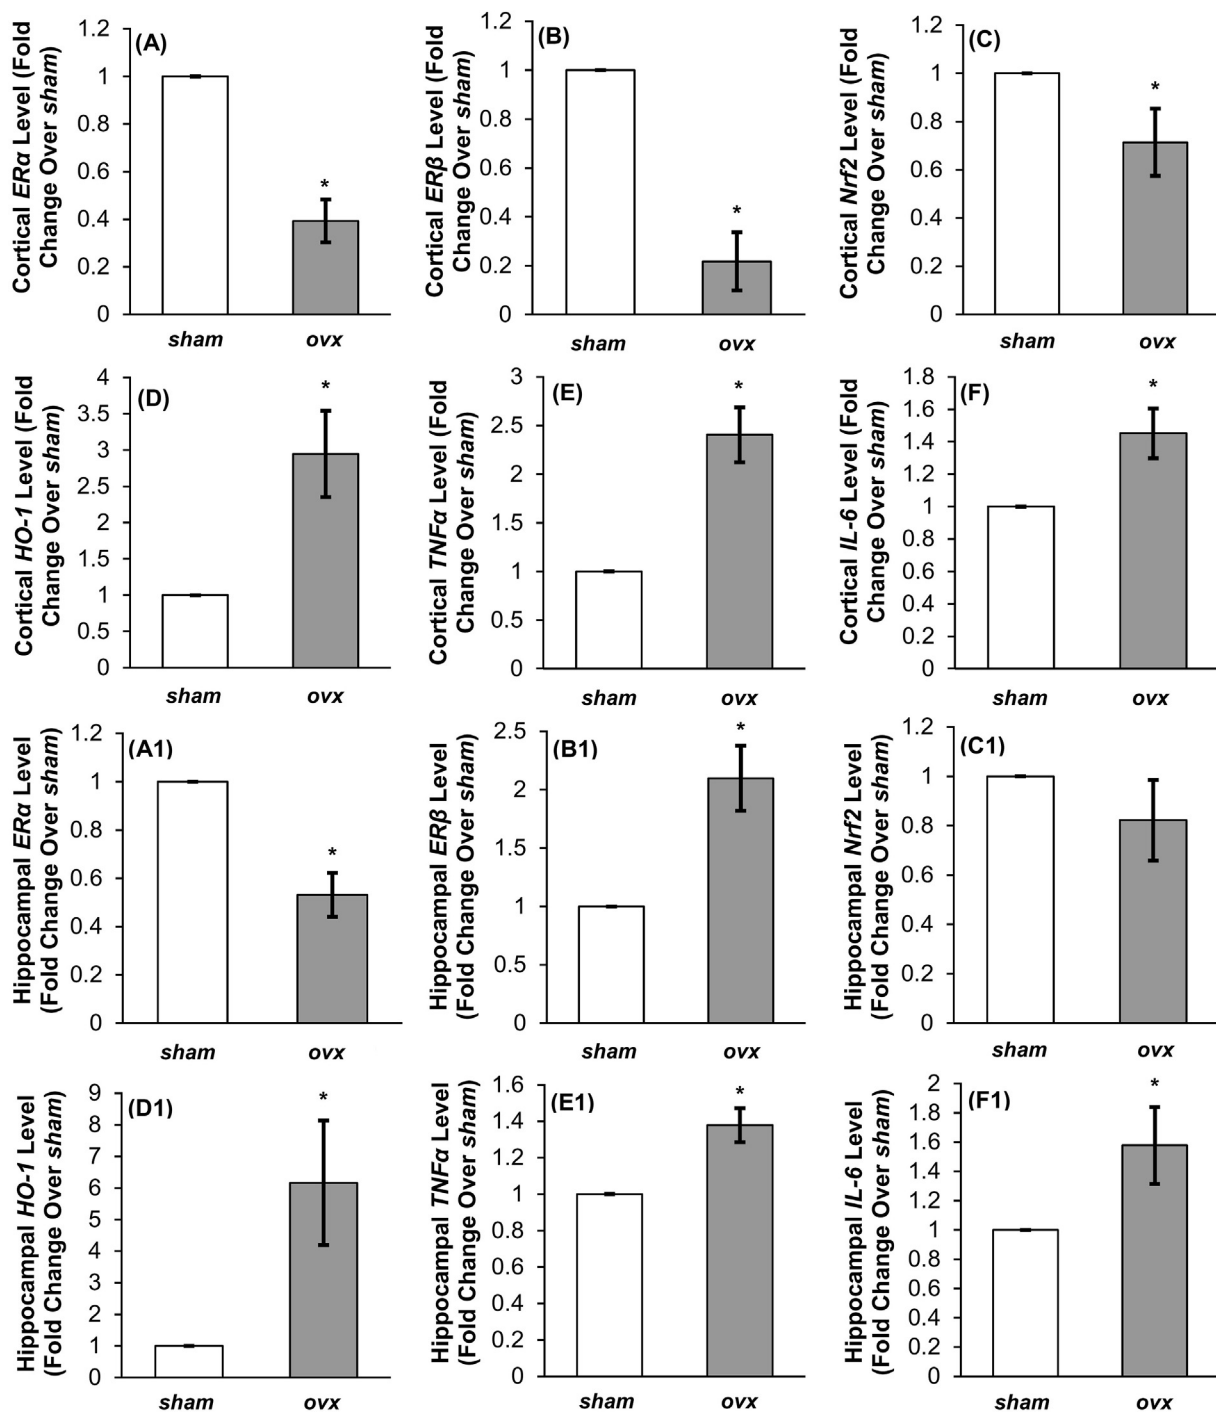 Cortical ERα Level (Fold
Change Over sham)
1.2
1
0.8
0.6
0.4
0.2
0
(A)
*
sham ovx
Cortical ERβ Level (Fold
Change Over sham)
1.2
1
0.8
0.6
0.4
0.2
0
(B)
*
sham ovx
Cortical Nrf2 Level (Fold
Change Over sham)
1.2
1
0.8
0.6
0.4
0.2
0
(C)
*
sham ovx
Cortical HO-1 Level (Fold
Change Over sham)
4
3.5
3
2.5
2
1.5
1
0.5
0
(D)
*
sham ovx
Cortical TNFα Level (Fold
Change Over sham)
3
2.5
2
1.5
1
0.5
0
(E)
*
sham ovx
Cortical IL-6 Level (Fold
Change Over sham)
1.8
1.6
1.4
1.2
1
0.8
0.6
0.4
0.2
0
(F)
*
sham ovx
Hippocampal ERα Level
(Fold Change Over sham)
1.2
1
0.8
0.6
0.4
0.2
0
(A1)
*
sham ovx
Hippocampal ERβ Level
(Fold Change Over sham)
2.5
2
1.5
1
0.5
0
(B1)
*
sham ovx
Hippocampal Nrf2 Level
(Fold Change Over sham)
1.2
1
0.8
0.6
0.4
0.2
0
(C1)
sham ovx
Hippocampal HO-1 Level
(Fold Change Over sham)
9
8
7
6
5
4
3
2
1
0
(D1)
*
sham ovx
Hippocampal TNFα Level
(Fold Change Over sham)
1.6
1.4
1.2
1
0.8
0.6
0.4
0.2
0
(E1)
*
sham ovx
Hippocampal IL-6 Level
(Fold Change Over sham)
2
1.8
1.6
1.4
1.2
1
0.8
0.6
0.4
0.2
0
(F1)
*
sham ovx